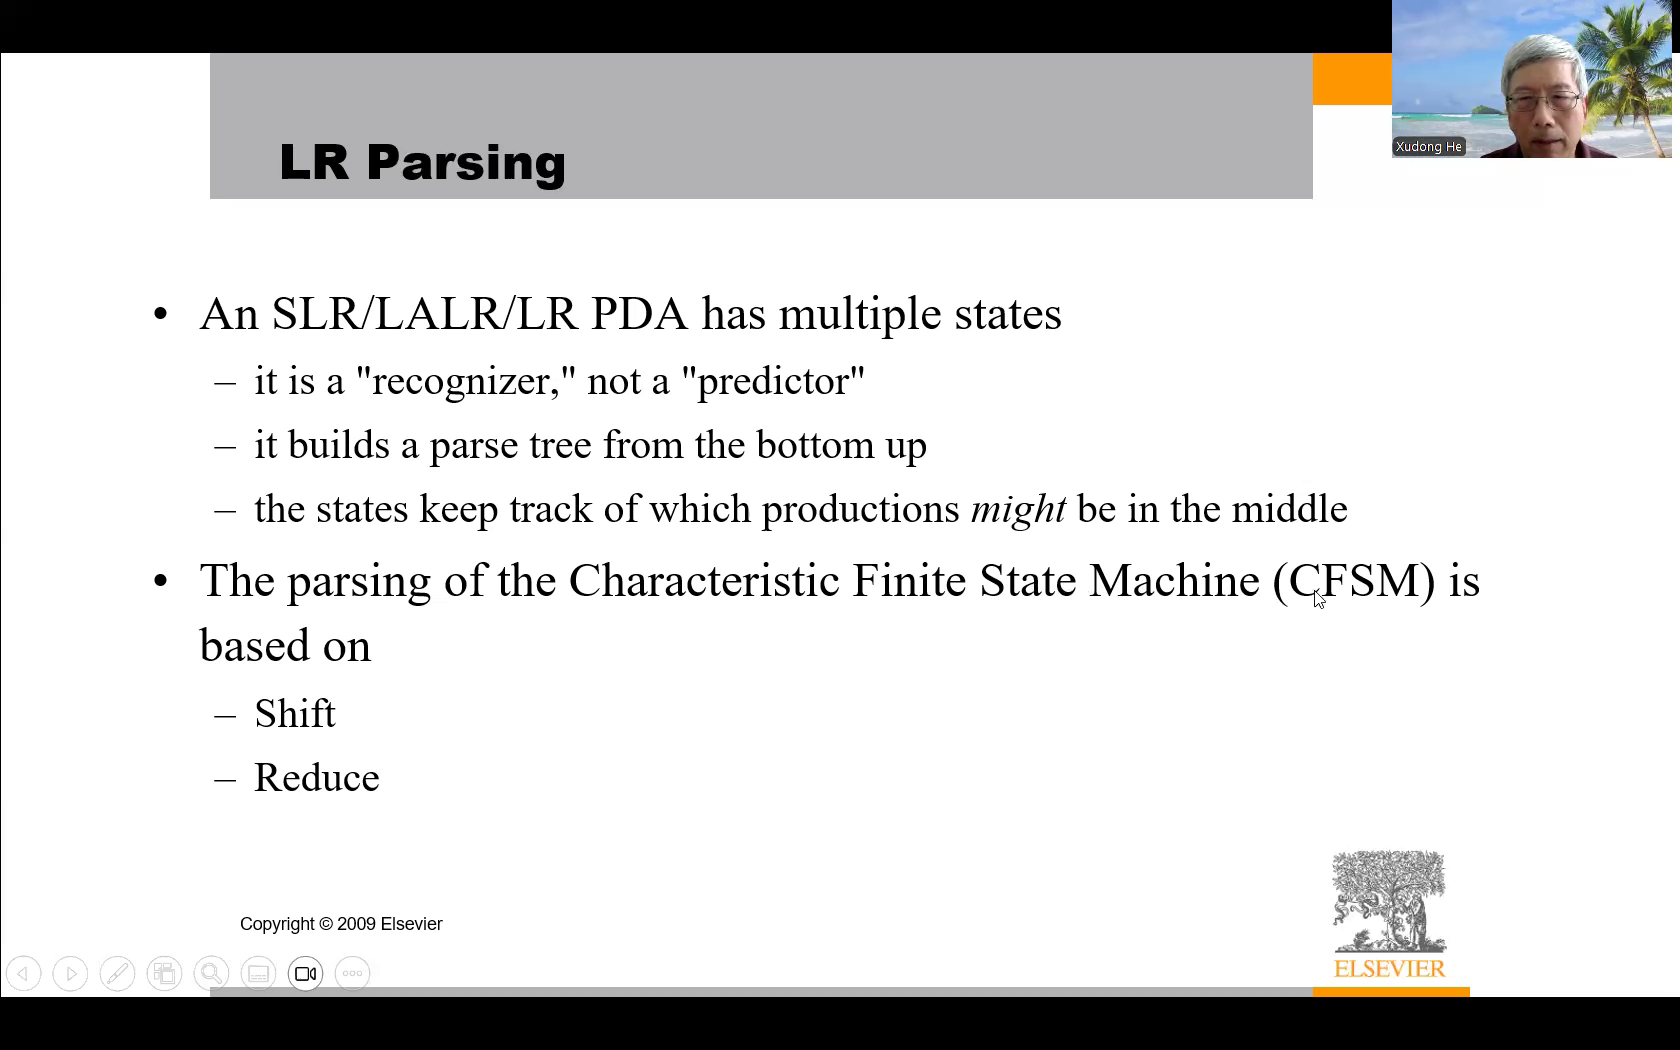 Xudong He
LR Parsing
• An SLR/LALR/LR PDA has multiple states
– it is a "recognizer," not a "predictor"
– it builds a parse tree from the bottom up
– the states keep track of which productions might be in the middle
• The parsing of the Characteristic Finite State Machine (CFSM) is
based on
– Shift
– Reduce
Copyright © 2009 Elsevier
ELSEVIER